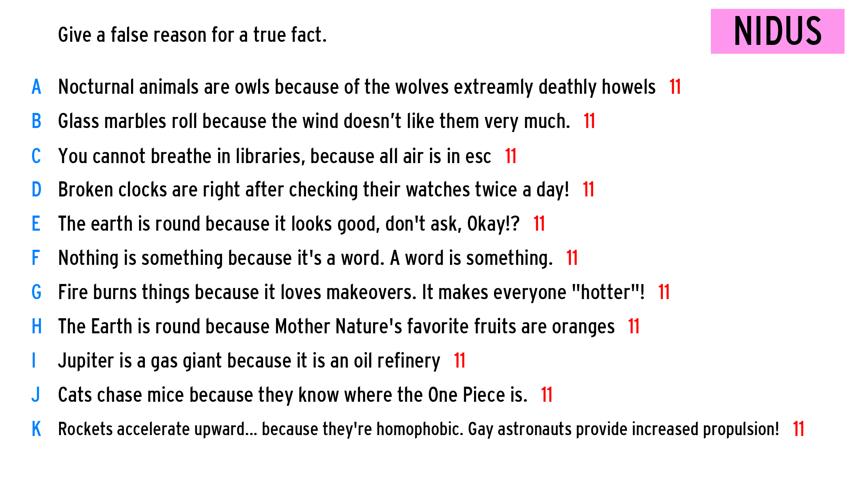 Give a false reason for a true fact.
NIDUS
A Nocturnal animals are owls because of the wolves extreamly deathly howels 11
B Glass marbles roll because the wind doesn’t like them very much. 11
C You cannot breathe in libraries, because all air is in esc 11
D Broken clocks are right after checking their watches twice a day! 11
E The earth is round because it looks good, don't ask, Okay!? 11
F Nothing is something because it's a word. A word is something. 11
G Fire burns things because it loves makeovers. It makes everyone "hotter"! 11
H The Earth is round because Mother Nature's favorite fruits are oranges 11
I Jupiter is a gas giant because it is an oil refinery 11
J Cats chase mice because they know where the One Piece is. 11
K Rockets accelerate upward... because they're homophobic. Gay astronauts provide increased propulsion! 11